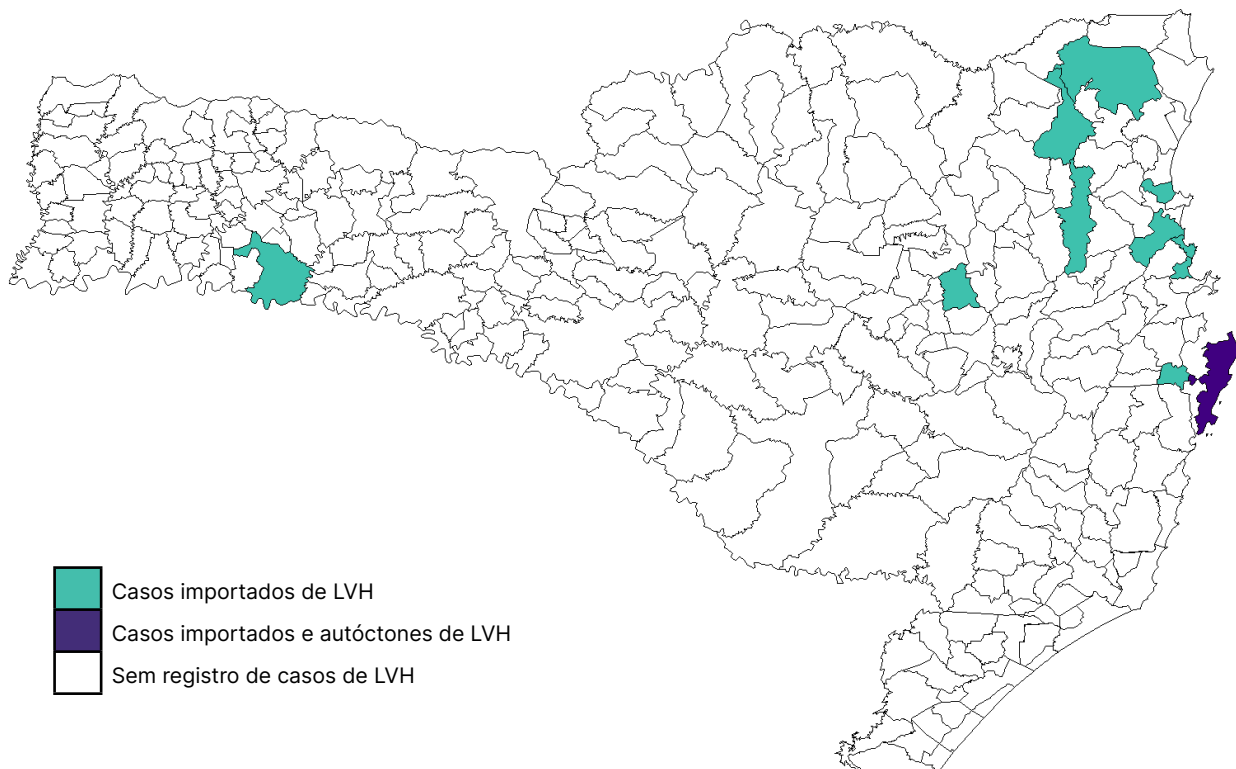 Casos importados de LVH
Casos importados e autóctones de LVH
Sem registro de casos de LVH